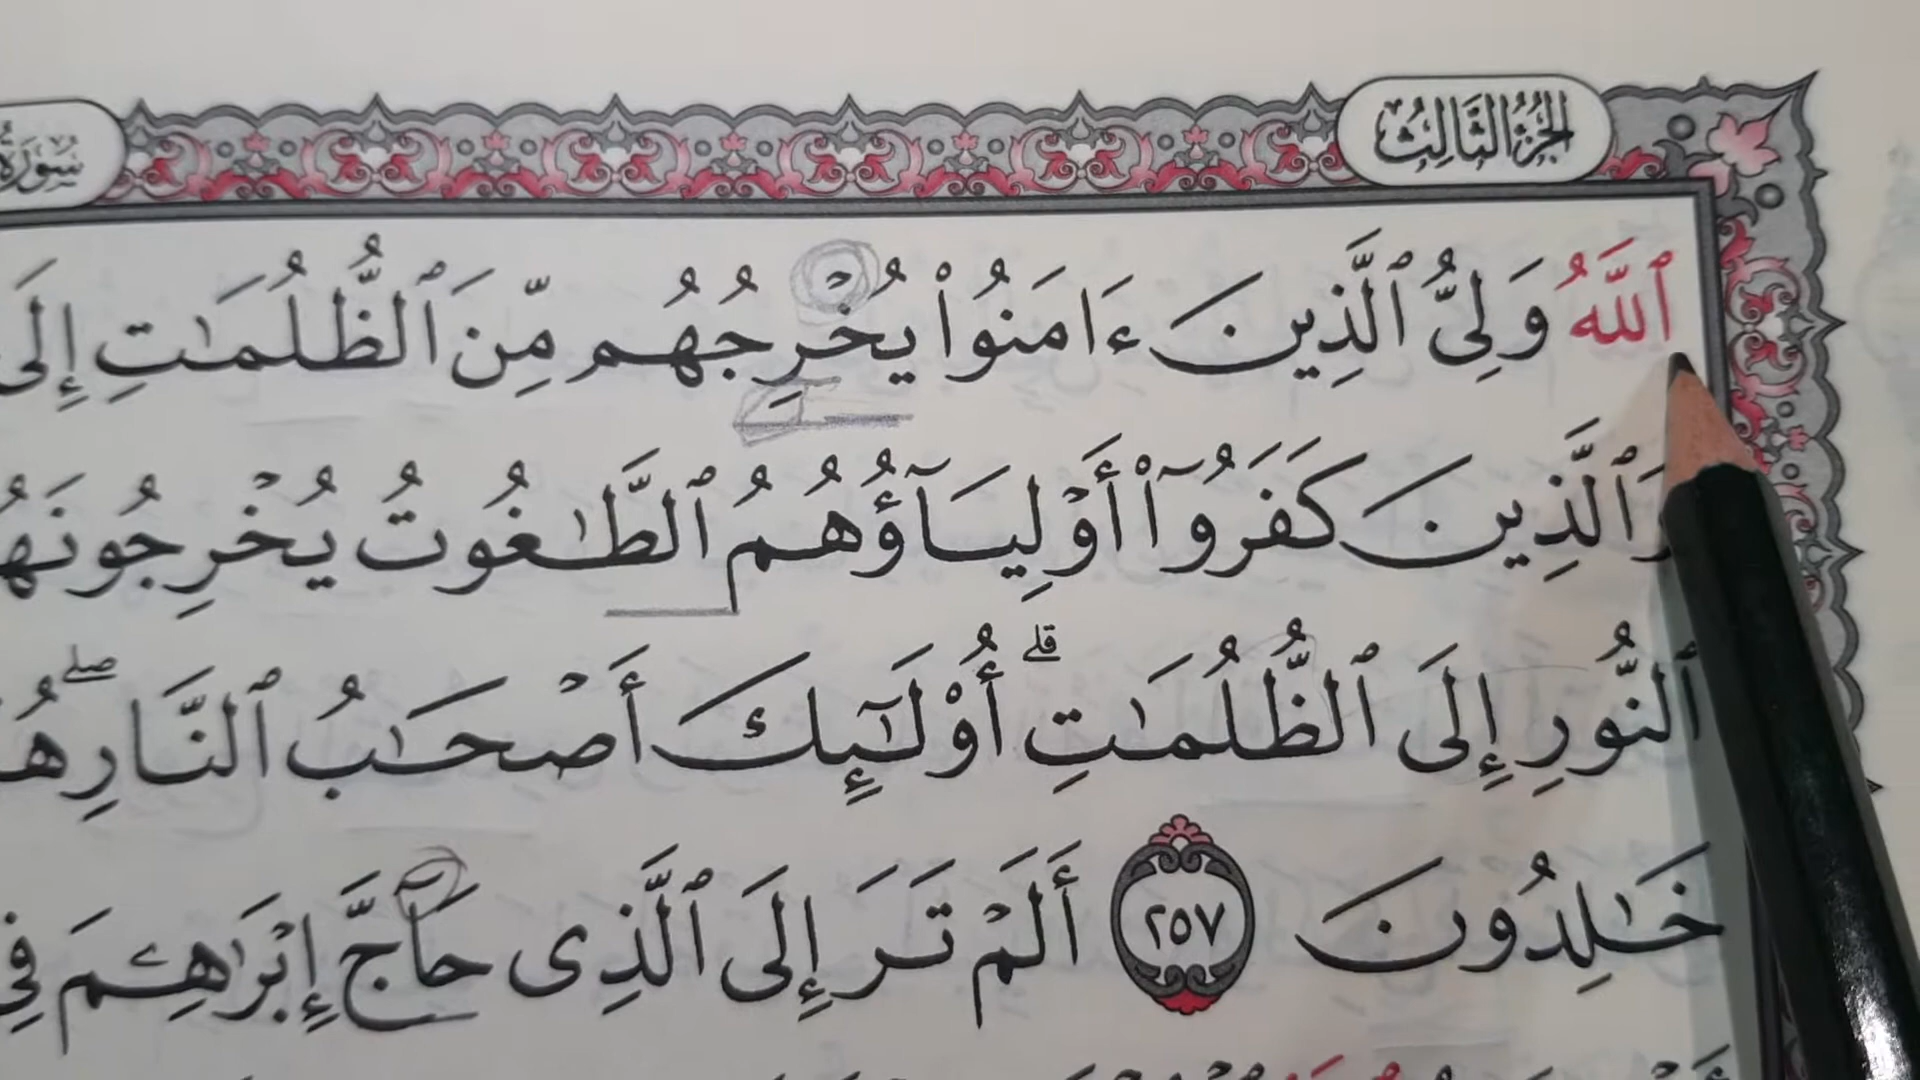 الجزء الثالث
سورة
ٱللَّهُ وَلِيُّ ٱلَّذِينَ ءَامَنُوا۟ يُخْرِجُهُم مِّنَ ٱلظُّلُمَـٰتِ إِلَى
وَٱلَّذِينَ كَفَرُوٓا۟ أَوْلِيَآؤُهُمُ ٱلطَّـٰغُوتُ يُخْرِجُونَهُ
ٱلنُّورِ إِلَى ٱلظُّلُمَـٰتِ ۗ أُو۟لَـٰٓئِكَ أَصْحَـٰبُ ٱلنَّارِ ۖ هُ
خَـٰلِدُونَ ٢٥٧ أَلَمْ تَرَ إِلَى ٱلَّذِى حَآجَّ إِبْرَٰهِـۧمَ فِى